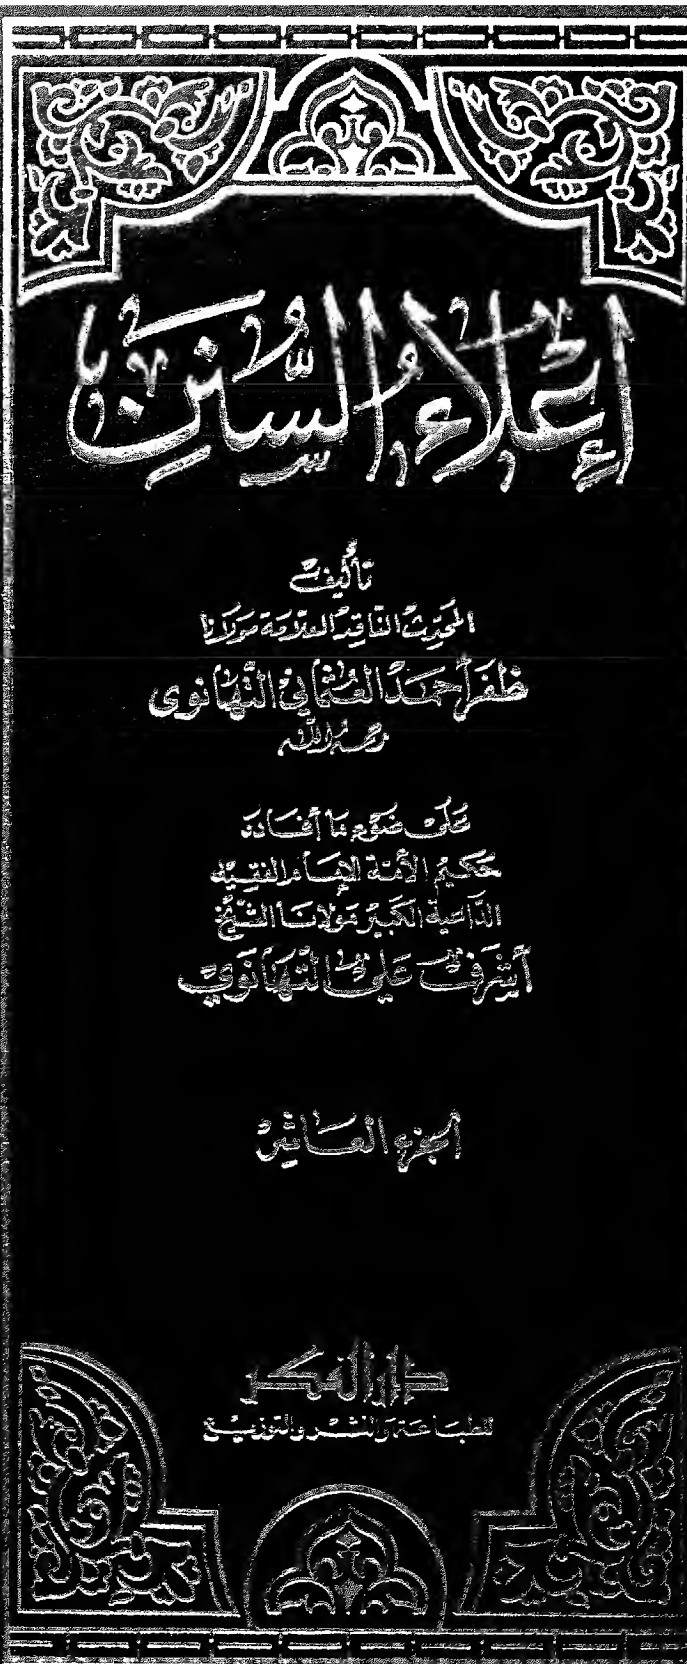 إعلاء السنن
تأليف
المحدث الناقد العلامة مولانا
ظفر أحمد العثماني التهانوي
رحمه الله
على ضوء ما أفاده
حكيم الأمة الإمام الفقيه
الداعية الكبير مولانا الشيخ
أشرف علي التهانوي
الجزء العاشر
دار الفكر
للطباعة والنشر والتوزيع